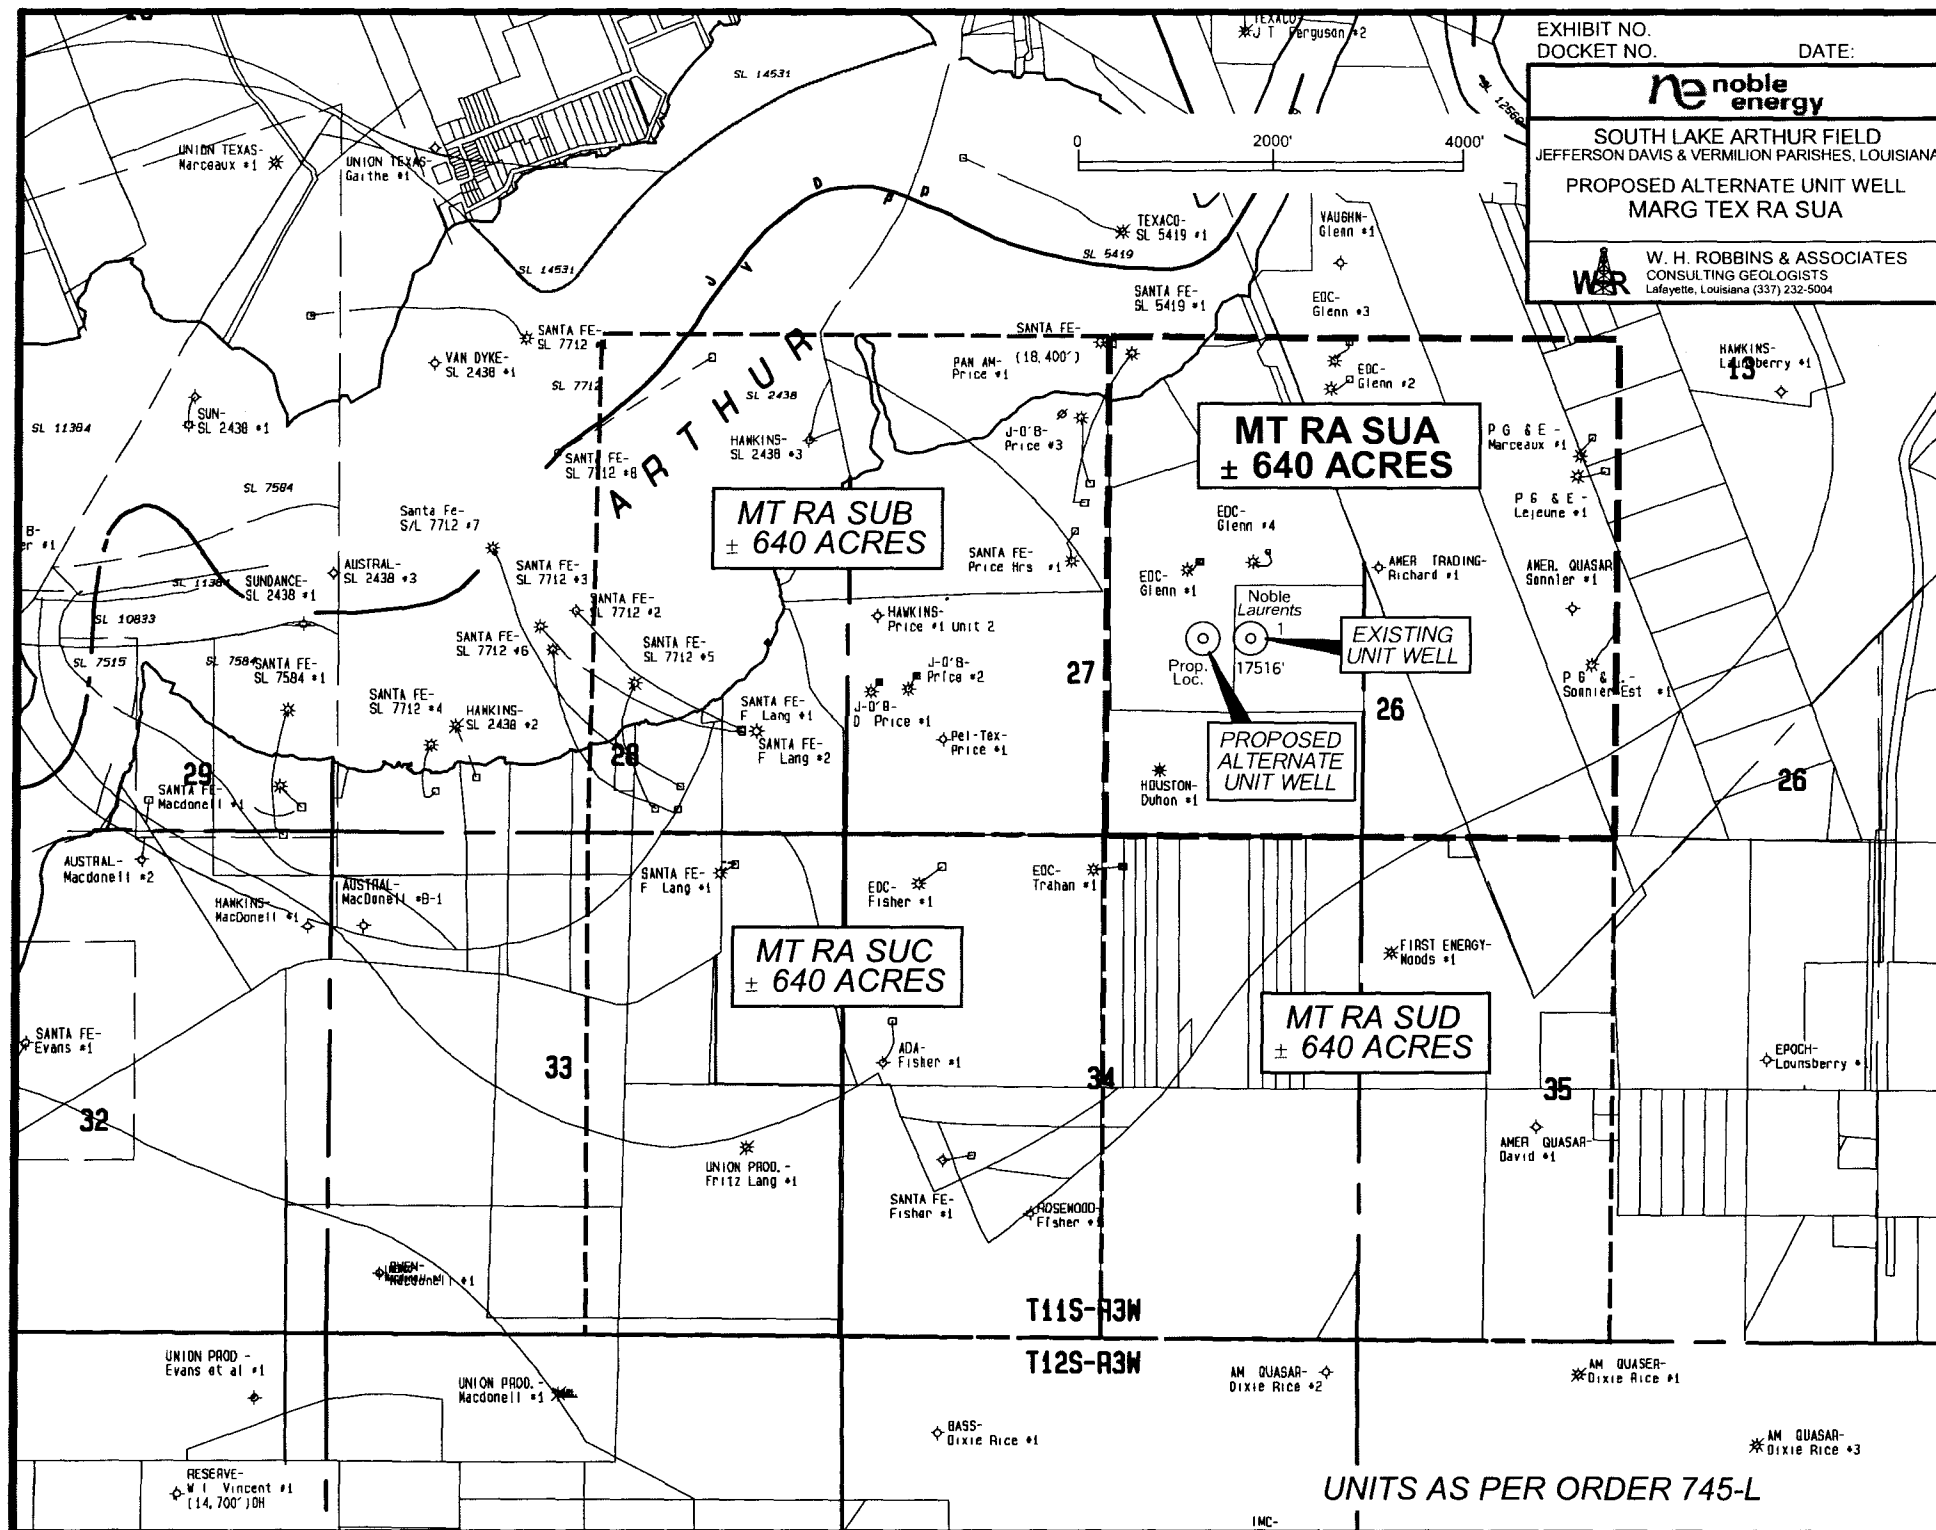 EXHIBIT NO.
DOCKET NO. DATE:
noble
energy
SOUTH LAKE ARTHUR FIELD
JEFFERSON DAVIS & VERMILION PARISHES, LOUISIANA
PROPOSED ALTERNATE UNIT WELL
MARG TEX RA SUA
W. H. ROBBINS & ASSOCIATES
CONSULTING GEOLOGISTS
Lafayette, Louisiana (337) 232-5004
TEXACO-
J T Ferguson #2
SL 14531
SL 12560
0 2000' 4000'
UNION TEXAS-
Marceaux #1
UNION TEXAS-
Gaithe #1
D
P P
J V
TEXACO-
SL 5419 #1
SL 5419
VAUGHN-
Glenn #1
SL 14531
SANTA FE-
SL 5419 #1
EDC-
Glenn #3
SANTA FE-
SL 7712
VAN DYKE-
SL 2438 #1
SL 7712
SL 2438
SANTA FE-
(18,400')
PAN AM-
Price #1
EDC-
Glenn #2
HAWKINS-
Launsberry #1
13
SUN-
SL 2438 #1
SL 11384
ARTHUR
HAWKINS-
SL 2438 #3
SANTA FE-
SL 7712 #8
J-O'B-
Price #3
MT RA SUA
± 640 ACRES
P G & E -
Marceaux #1
P G & E -
Lejeune #1
SL 7584
Santa Fe-
S/L 7712 #7
MT RA SUB
± 640 ACRES
EDC-
Glenn #4
SANTA FE-
Price Hrs #1
AUSTRAL-
SL 2438 #3
SL 11384
SUNDANCE-
SL 2438 #1
SANTA FE-
SL 7712 #3
SANTA FE-
SL 7712 #2
EDC-
Glenn #1
AMER TRADING-
Richard #1
AMER. QUASAR
Sonnier #1
Noble
Laurents
1
17516'
EXISTING
UNIT WELL
SL 10833
HAWKINS-
Price #1 Unit 2
SANTA FE-
SL 7712 #6
SANTA FE-
SL 7712 #5
Prop.
Loc.
SL 7515
SL 7584
SANTA FE-
SL 7584 #1
J-O'B-
Price #2
27
P G & E.-
Sonnier Est #1
SANTA FE-
SL 7712 #4
HAWKINS-
SL 2438 #2
SANTA FE-
F Lang #1
J-O'B-
D Price #1
26
SANTA FE-
F Lang #2
Pel-Tex-
Price #1
PROPOSED
ALTERNATE
UNIT WELL
28
29
SANTA FE-
Macdonell #1
HOUSTON-
Duhon #1
26
AUSTRAL-
Macdonell #2
SANTA FE-
F Lang #1
EDC-
Fisher #1
EDC-
Trahan #1
AUSTRAL-
MacDonell #B-1
HAWKINS-
MacDonell #1
MT RA SUC
± 640 ACRES
FIRST ENERGY-
Woods #1
MT RA SUD
± 640 ACRES
SANTA FE-
Evans #1
ADA-
Fisher #1
EPOCH-
Lounsberry #1
33
34
35
32
AMER QUASAR-
David #1
UNION PROD.-
Fritz Lang #1
SANTA FE-
Fisher #1
ROSEWOOD-
Fisher #1
Macdonell #1
T11S-R3W
T12S-R3W
UNION PROD -
Evans et al #1
UNION PROD.-
Macdonell #1
AM QUASAR-
Dixie Rice #2
AM QUASER-
Dixie Rice #1
BASS-
Dixie Rice #1
AM QUASAR-
Dixie Rice #3
RESERVE-
W I Vincent #1
(14,700')DH
UNITS AS PER ORDER 745-L
IMC-